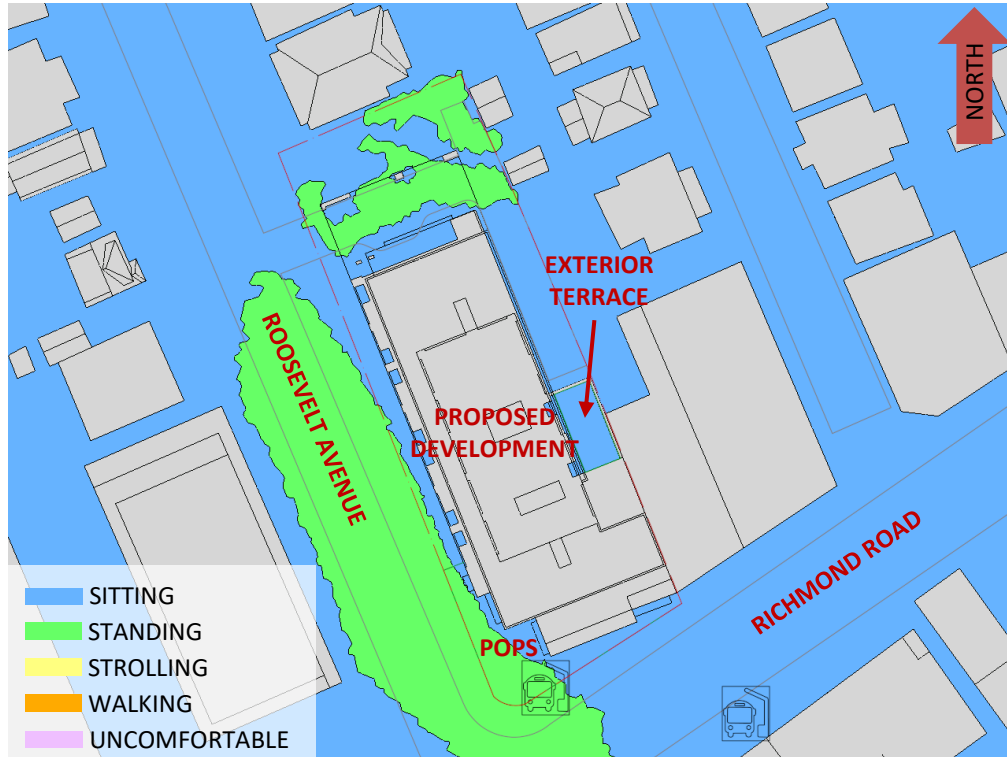 NORTH
EXTERIOR
TERRACE
ROOSEVELT AVENUE
PROPOSED
DEVELOPMENT
RICHMOND ROAD
POPS
SITTING
STANDING
STROLLING
WALKING
UNCOMFORTABLE